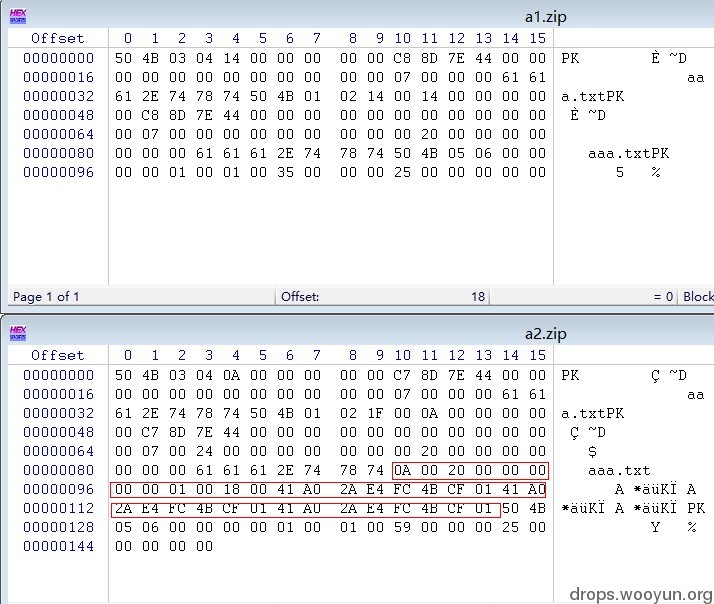 HEX
a1.zip
Offset 0 1 2 3 4 5 6 7 8 9 10 11 12 13 14 15
00000000 50 4B 03 04 14 00 00 00 00 00 C8 8D 7E 44 00 00 PK È ~D
00000016 00 00 00 00 00 00 00 00 00 00 07 00 00 00 61 61 aa
00000032 61 2E 74 78 74 50 4B 01 02 14 00 14 00 00 00 00 a.txtPK
00000048 00 C8 8D 7E 44 00 00 00 00 00 00 00 00 00 00 00 È ~D
00000064 00 07 00 00 00 00 00 00 00 00 00 20 00 00 00 00
00000080 00 00 00 61 61 61 2E 74 78 74 50 4B 05 06 00 00 aaa.txtPK
00000096 00 00 01 00 01 00 35 00 00 00 25 00 00 00 00 00 5 %
Page 1 of 1 Offset: 18 = 0 Block
HEX
a2.zip
Offset 0 1 2 3 4 5 6 7 8 9 10 11 12 13 14 15
00000000 50 4B 03 04 0A 00 00 00 00 00 C7 8D 7E 44 00 00 PK Ç ~D
00000016 00 00 00 00 00 00 00 00 00 00 07 00 00 00 61 61 aa
00000032 61 2E 74 78 74 50 4B 01 02 1F 00 0A 00 00 00 00 a.txtPK
00000048 00 C7 8D 7E 44 00 00 00 00 00 00 00 00 00 00 00 Ç ~D
00000064 00 07 00 24 00 00 00 00 00 00 00 20 00 00 00 00 $
00000080 00 00 00 61 61 61 2E 74 78 74 0A 00 20 00 00 00 aaa.txt
00000096 00 00 01 00 18 00 41 A0 2A E4 FC 4B CF 01 41 A0 A *äüKÏ A
00000112 2A E4 FC 4B CF 01 41 A0 2A E4 FC 4B CF 01 50 4B *äüKÏ A *äüKÏ PK
00000128 05 06 00 00 00 00 01 00 01 00 59 00 00 00 25 00 Y %
00000144 00 00 00 00
drops.wooyun.org